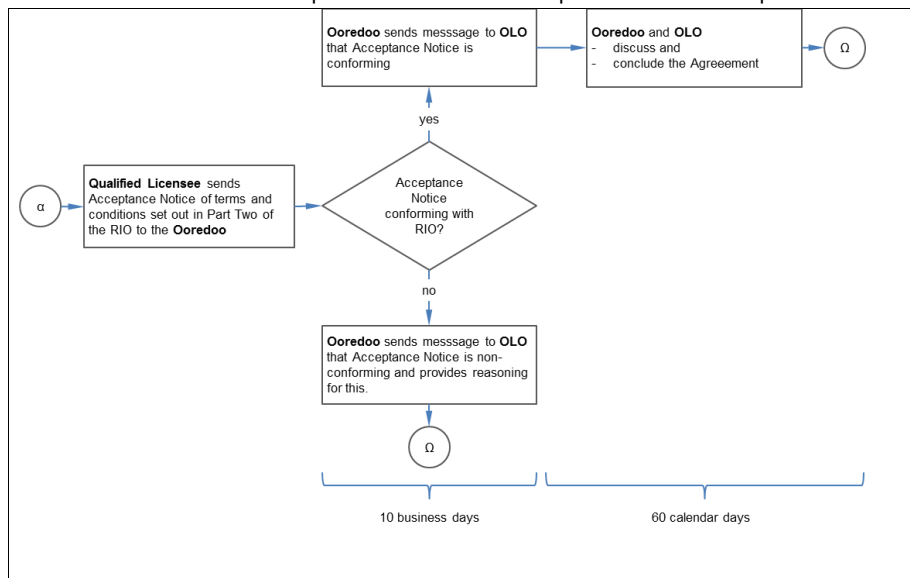 Ooredoo sends messsage to OLO
that Acceptance Notice is
conforming
Ooredoo and OLO
- discuss and
- conclude the Agreeement
Ω
yes
α
Qualified Licensee sends
Acceptance Notice of terms and
conditions set out in Part Two of
the RIO to the Ooredoo
Acceptance
Notice
conforming with
RIO?
no
Ooredoo sends messsage to OLO
that Acceptance Notice is non-
conforming and provides reasoning
for this.
Ω
10 business days
60 calendar days